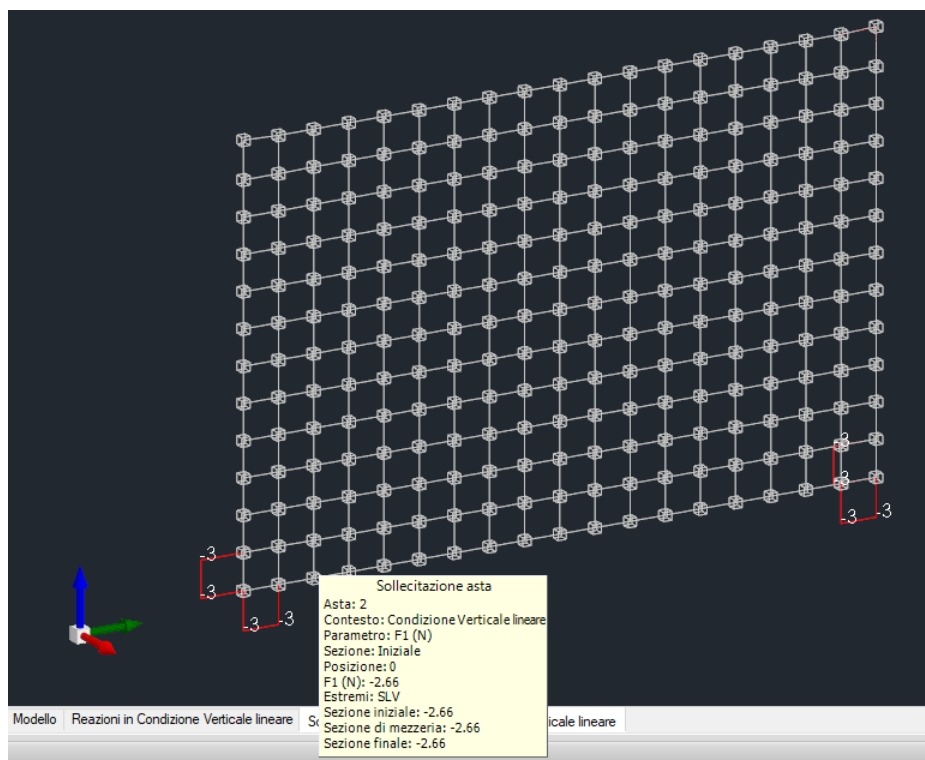 -3
-3
-3
-3
-3
-3
-3
-3
Sollecitazione asta
Asta: 2
Contesto: Condizione Verticale lineare
Parametro: F1 (N)
Sezione: Iniziale
Posizione: 0
F1 (N): -2.66
Estremi: SLV
Sezione iniziale: -2.66
Sezione di mezzeria: -2.66
Sezione finale: -2.66
Modello Reazioni in Condizione Verticale lineare So icale lineare